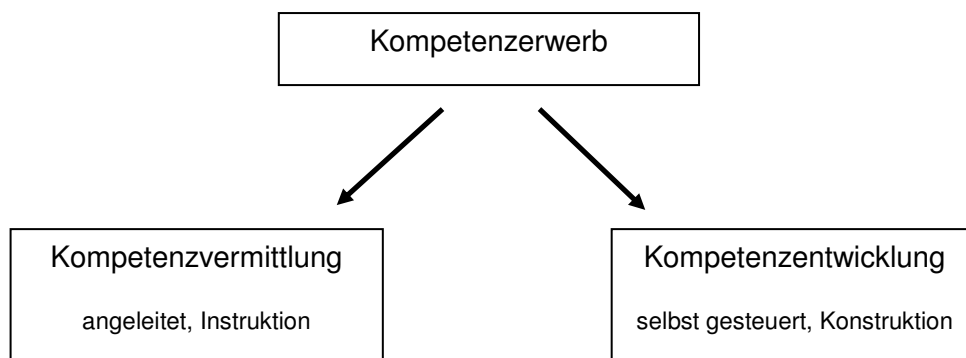 Kompetenzerwerb
Kompetenzvermittlung
angeleitet, Instruktion
Kompetenzentwicklung
selbst gesteuert, Konstruktion